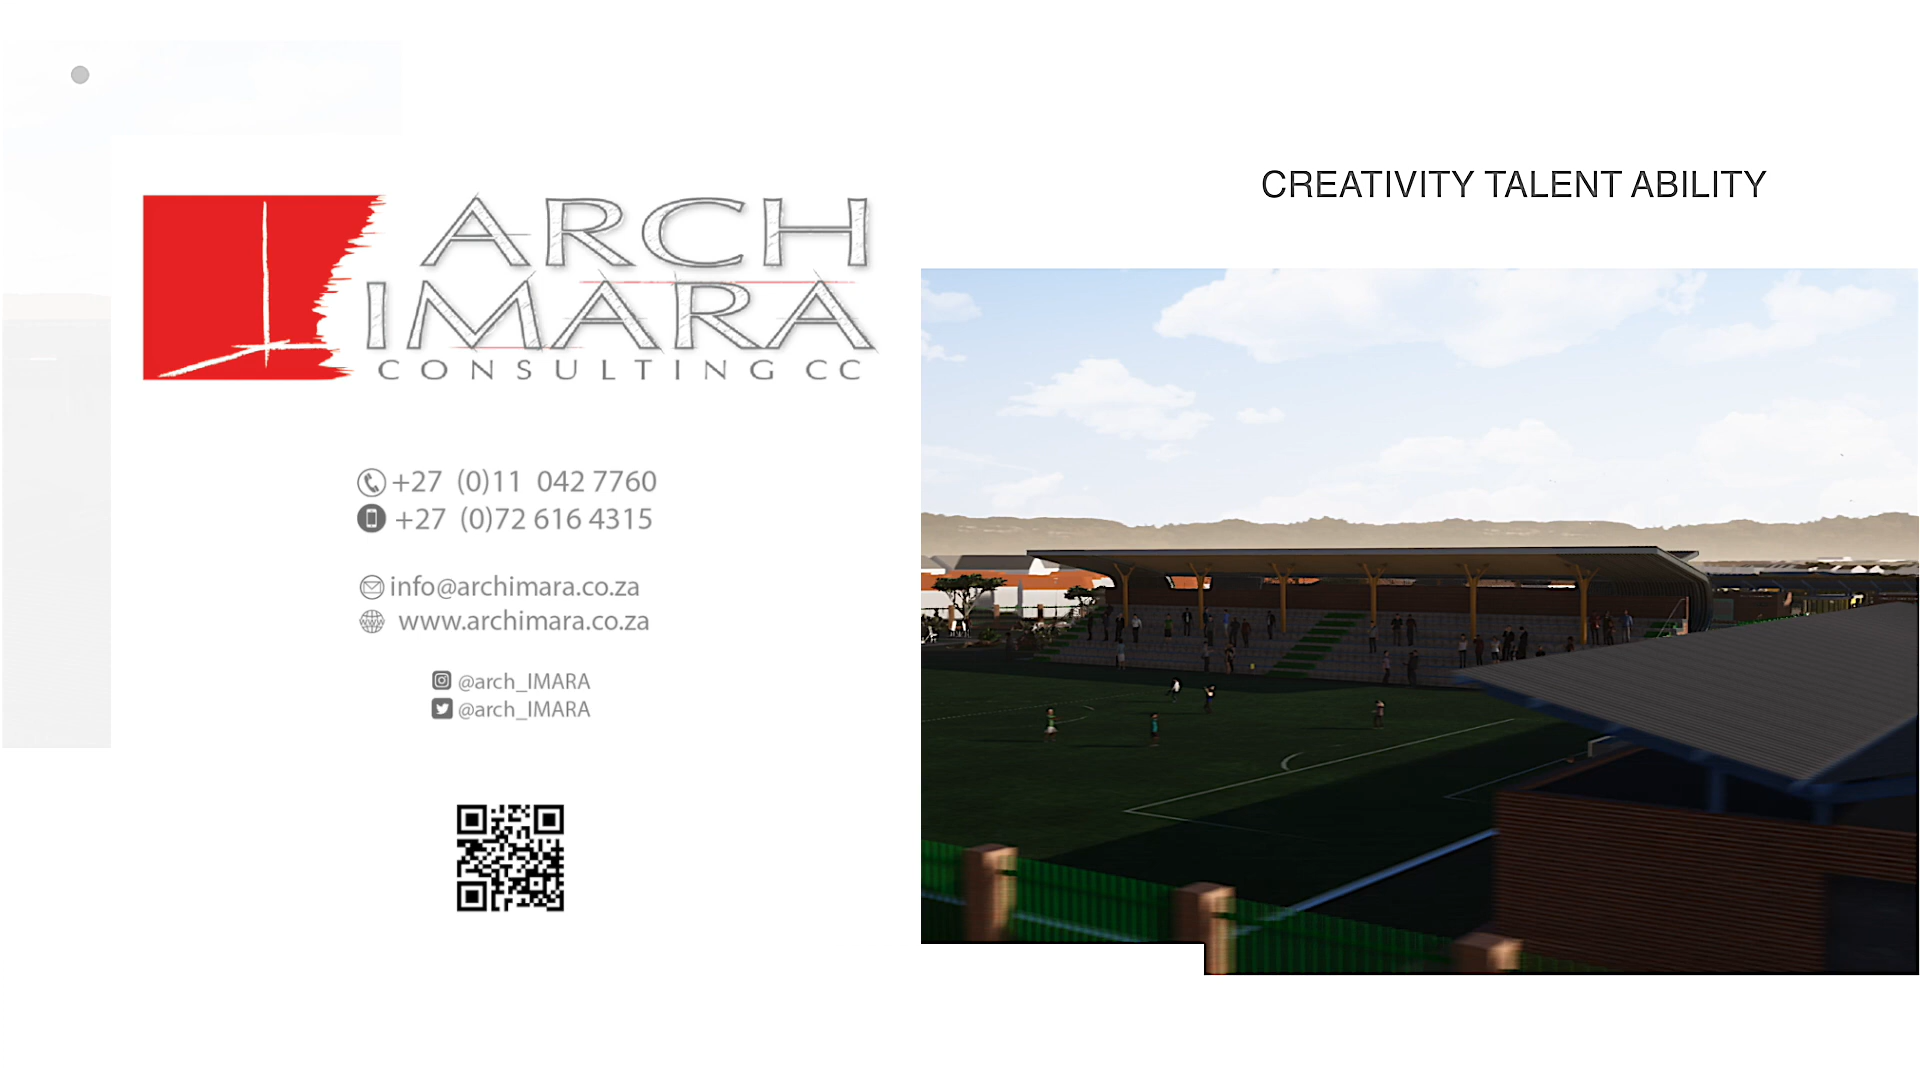 ARCH
IMARA
CONSULTING CC
+27 (0)11 042 7760
+27 (0)72 616 4315
info@archimara.co.za
www.archimara.co.za
@arch_IMARA
@arch_IMARA
CREATIVITY TALENT ABILITY